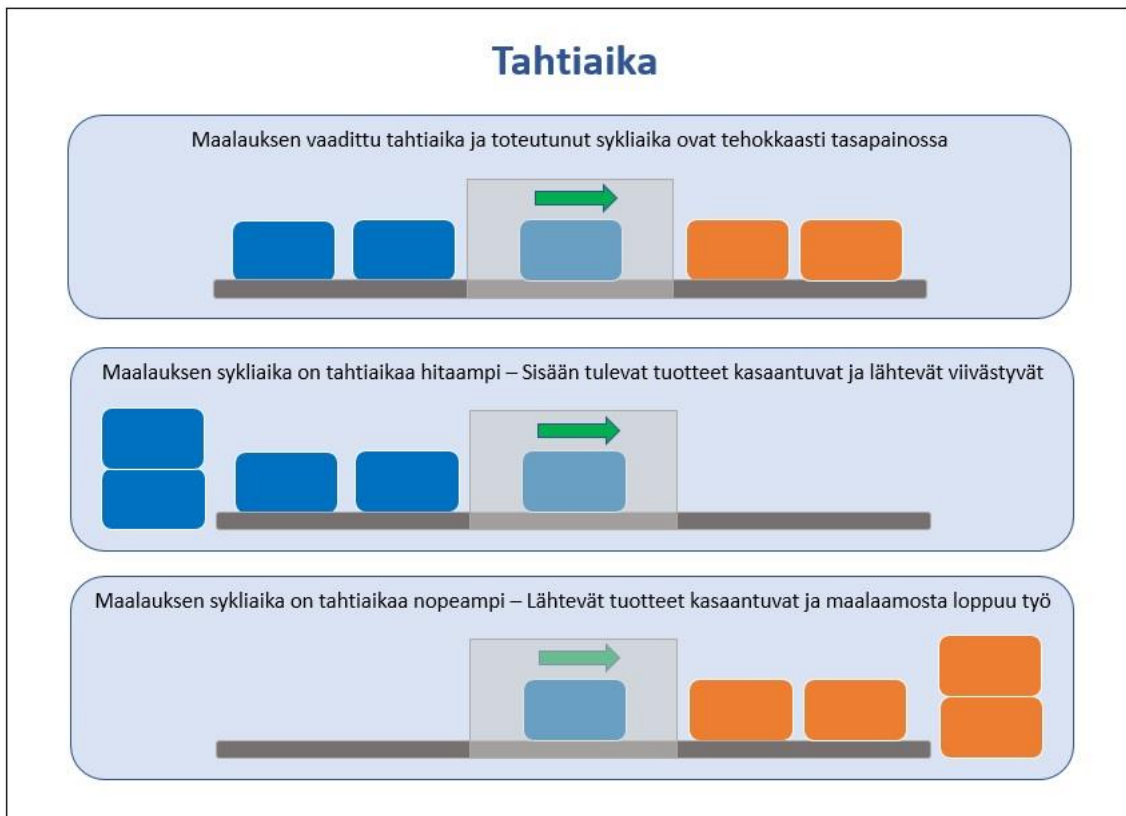 Tahtiaika
Maalauksen vaadittu tahtiaika ja toteutunut sykliaika ovat tehokkaasti tasapainossa
Maalauksen sykliaika on tahtiaikaa hitaampi – Sisään tulevat tuotteet kasaantuvat ja lähtevät viivästyvät
Maalauksen sykliaika on tahtiaikaa nopeampi – Lähtevät tuotteet kasaantuvat ja maalaamosta loppuu työ